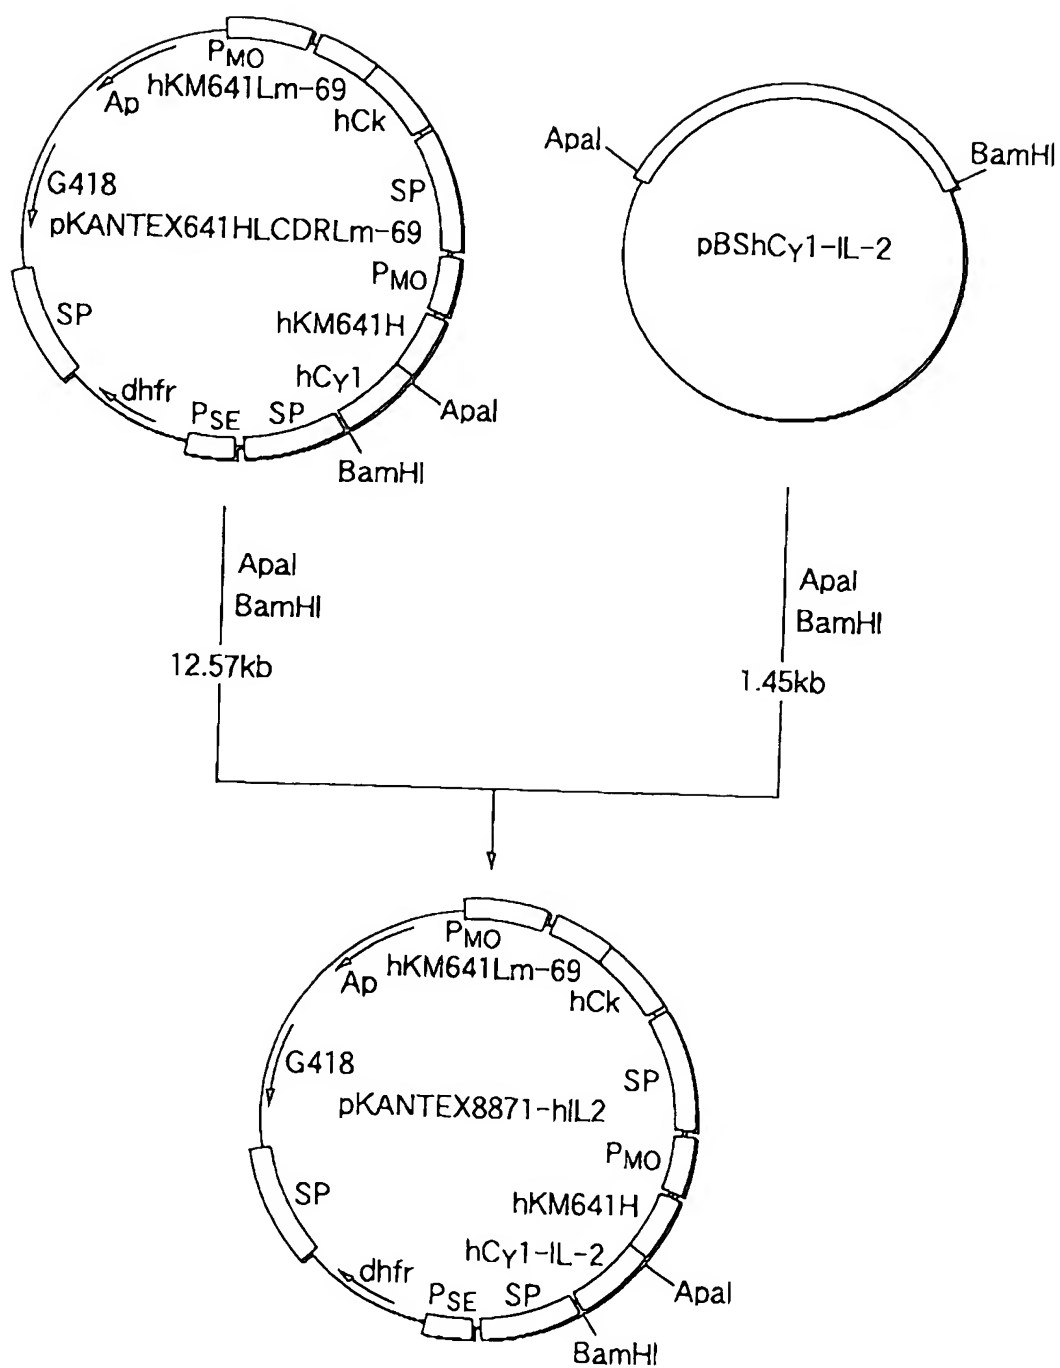 PMO
hKM641Lm-69
Ap
hCk
G418
SP
pKANTEX641HLCDRLm-69
PMO
SP
hKM641H
dhfr
hCγ1
ApaI
PSE
SP
BamHI
ApaI
BamHI
pBShCγ1-IL-2
ApaI
BamHI
12.57kb
ApaI
BamHI
1.45kb
PMO
hKM641Lm-69
Ap
hCk
G418
SP
pKANTEX8871-hIL2
PMO
SP
hKM641H
hCγ1-IL-2
dhfr
ApaI
PSE
SP
BamHI